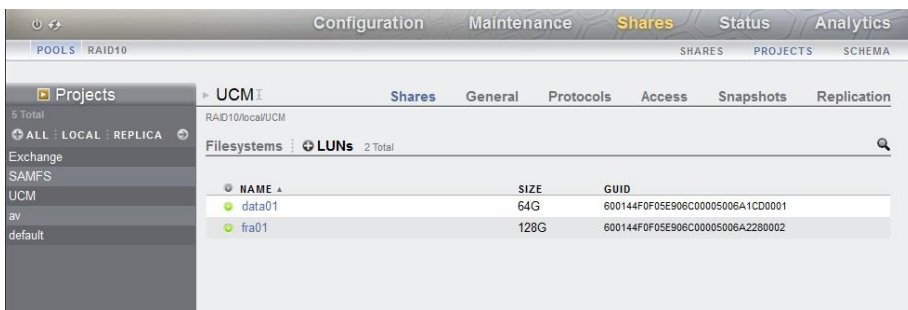 Configuration Maintenance Shares Status Analytics
POOLS RAID10 SHARES PROJECTS SCHEMA
Projects
5 Total
ALL LOCAL REPLICA
Exchange
SAMFS
UCM
av
default
UCM Shares General Protocols Access Snapshots Replication
RAID10/local/UCM
Filesystems LUNs 2 Total
NAME SIZE GUID
data01 64G 600144F0F05E906C00005006A1CD0001
fra01 128G 600144F0F05E906C00005006A2280002